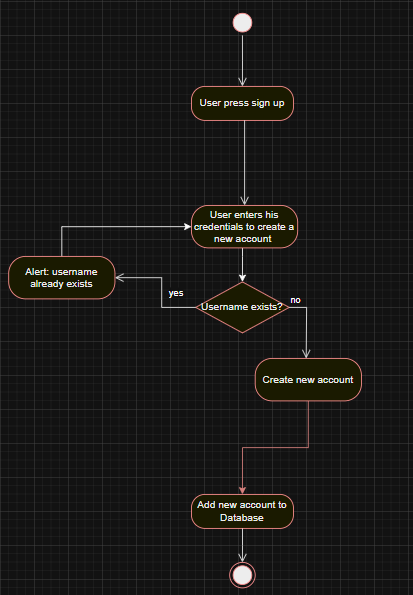 User press sign up
User enters his
credentials to create a
new account
Alert: username
already exists
yes
Username exists?
no
Create new account
Add new account to
Database